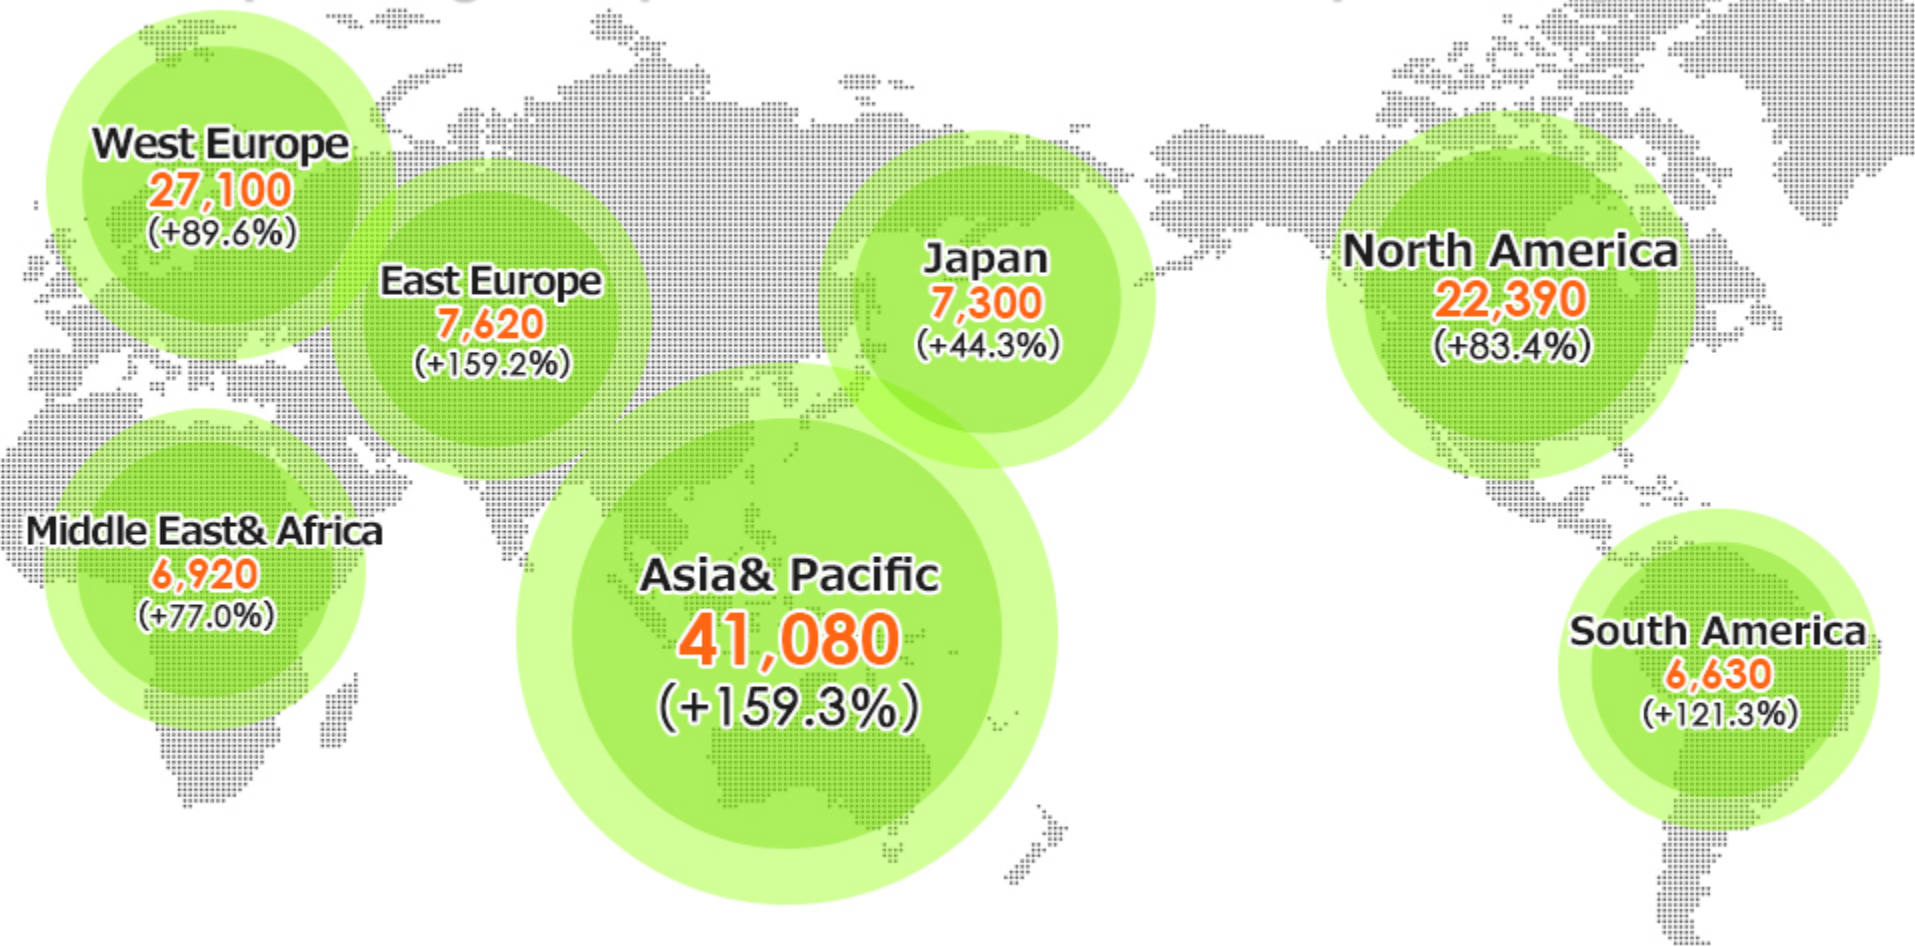 West Europe
27,100
(+89.6%)
East Europe
7,620
(+159.2%)
Japan
7,300
(+44.3%)
North America
22,390
(+83.4%)
Middle East& Africa
6,920
(+77.0%)
Asia& Pacific
41,080
(+159.3%)
South America
6,630
(+121.3%)